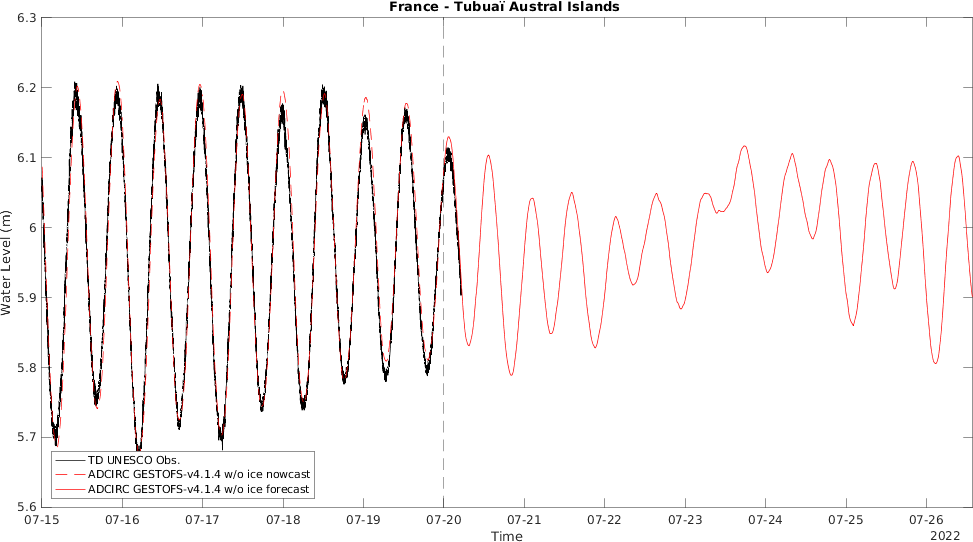 France - Tubuaï Austral Islands
6.3
6.2
6.1
6
5.9
5.8
5.7
5.6
Water Level (m)
TD UNESCO Obs.
ADCIRC GESTOFS-v4.1.4 w/o ice nowcast
ADCIRC GESTOFS-v4.1.4 w/o ice forecast
07-15 07-16 07-17 07-18 07-19 07-20 07-21 07-22 07-23 07-24 07-25 07-26
Time
2022